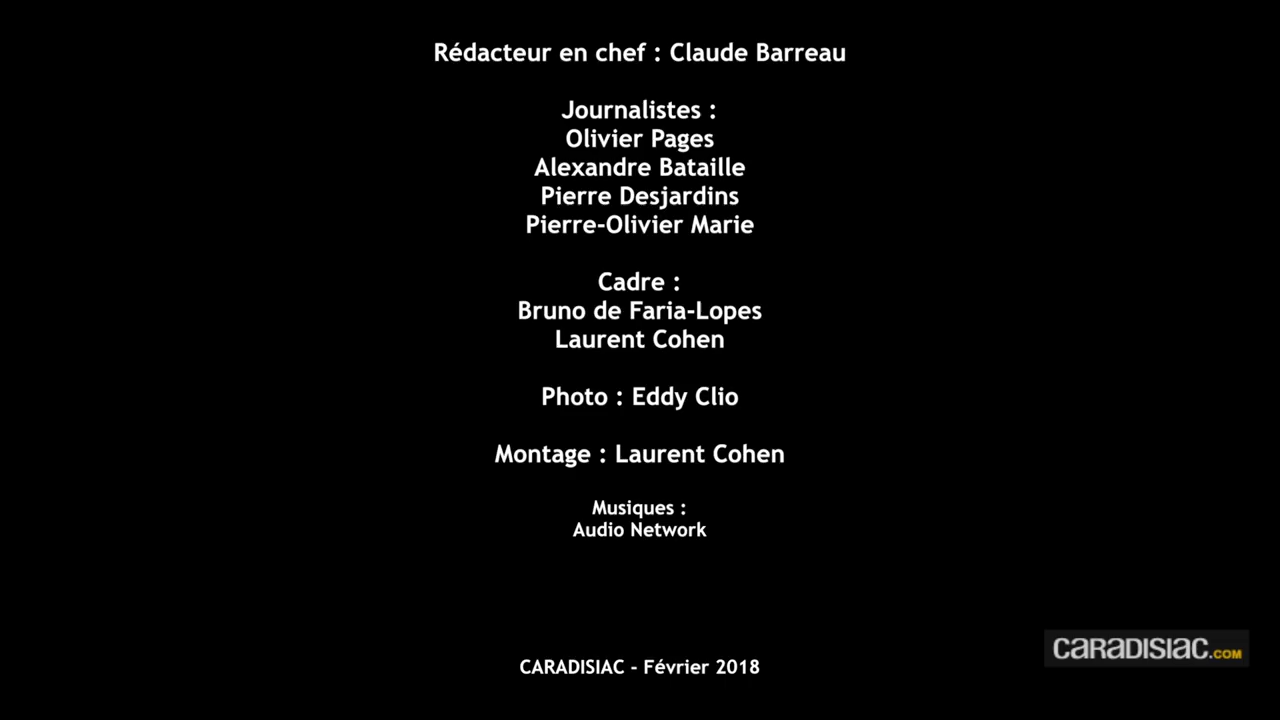 Rédacteur en chef : Claude Barreau
Journalistes :
Olivier Pages
Alexandre Bataille
Pierre Desjardins
Pierre-Olivier Marie
Cadre :
Bruno de Faria-Lopes
Laurent Cohen
Photo : Eddy Clio
Montage : Laurent Cohen
Musiques :
Audio Network
CARADISIAC - Février 2018
CARADISIAC.COM